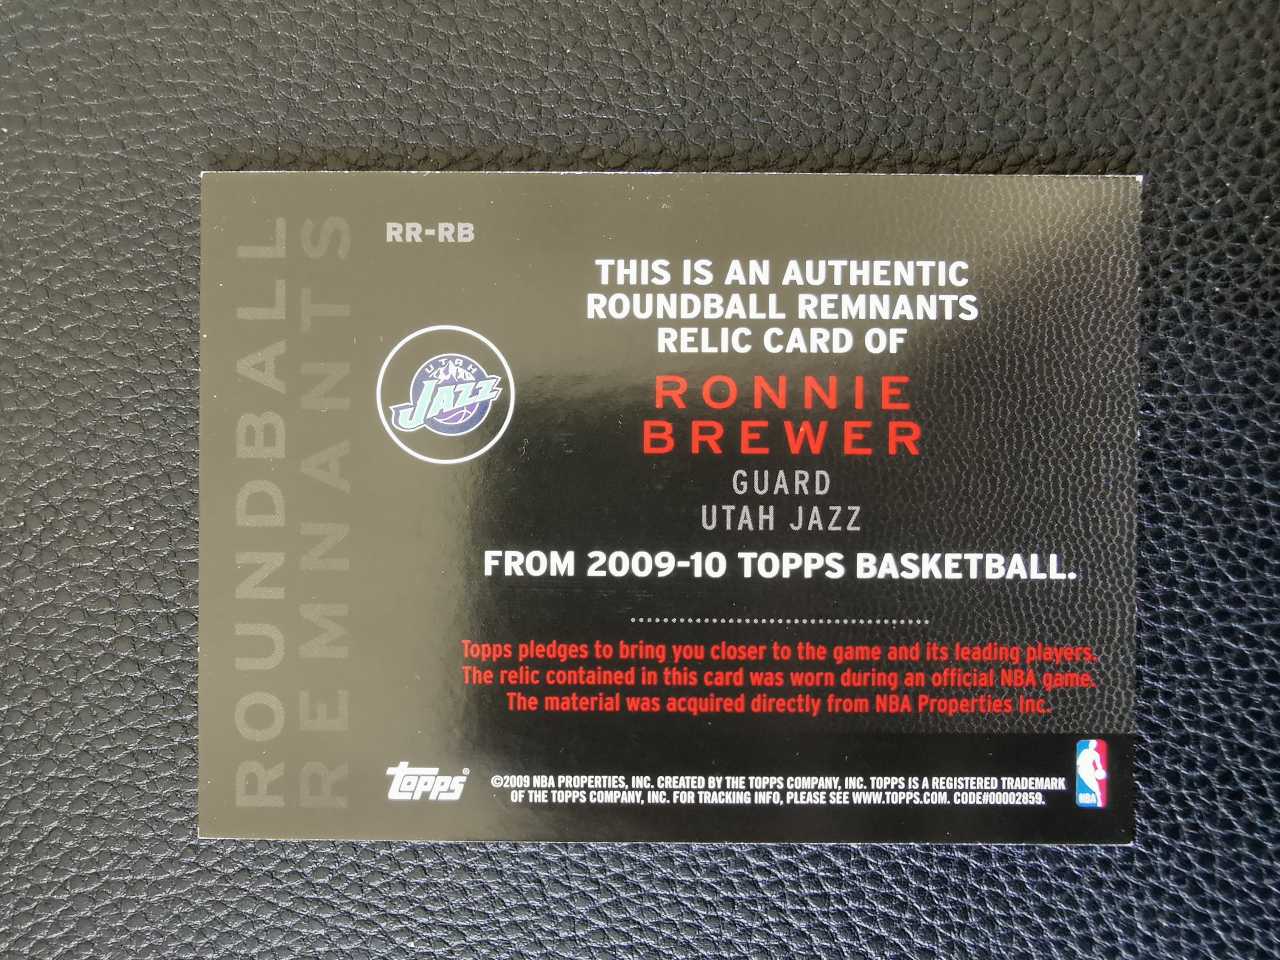 ROUNDBALL
REMNANTS
RR-RB
UTAH
JAZZ
THIS IS AN AUTHENTIC
ROUNDBALL REMNANTS
RELIC CARD OF
RONNIE
BREWER
GUARD
UTAH JAZZ
FROM 2009-10 TOPPS BASKETBALL.
Topps pledges to bring you closer to the game and its leading players.
The relic contained in this card was worn during an official NBA game.
The material was acquired directly from NBA Properties Inc.
Topps®
©2009 NBA PROPERTIES, INC. CREATED BY THE TOPPS COMPANY, INC. TOPPS IS A REGISTERED TRADEMARK
OF THE TOPPS COMPANY, INC. FOR TRACKING INFO, PLEASE SEE WWW.TOPPS.COM. CODE#00002859.
NBA